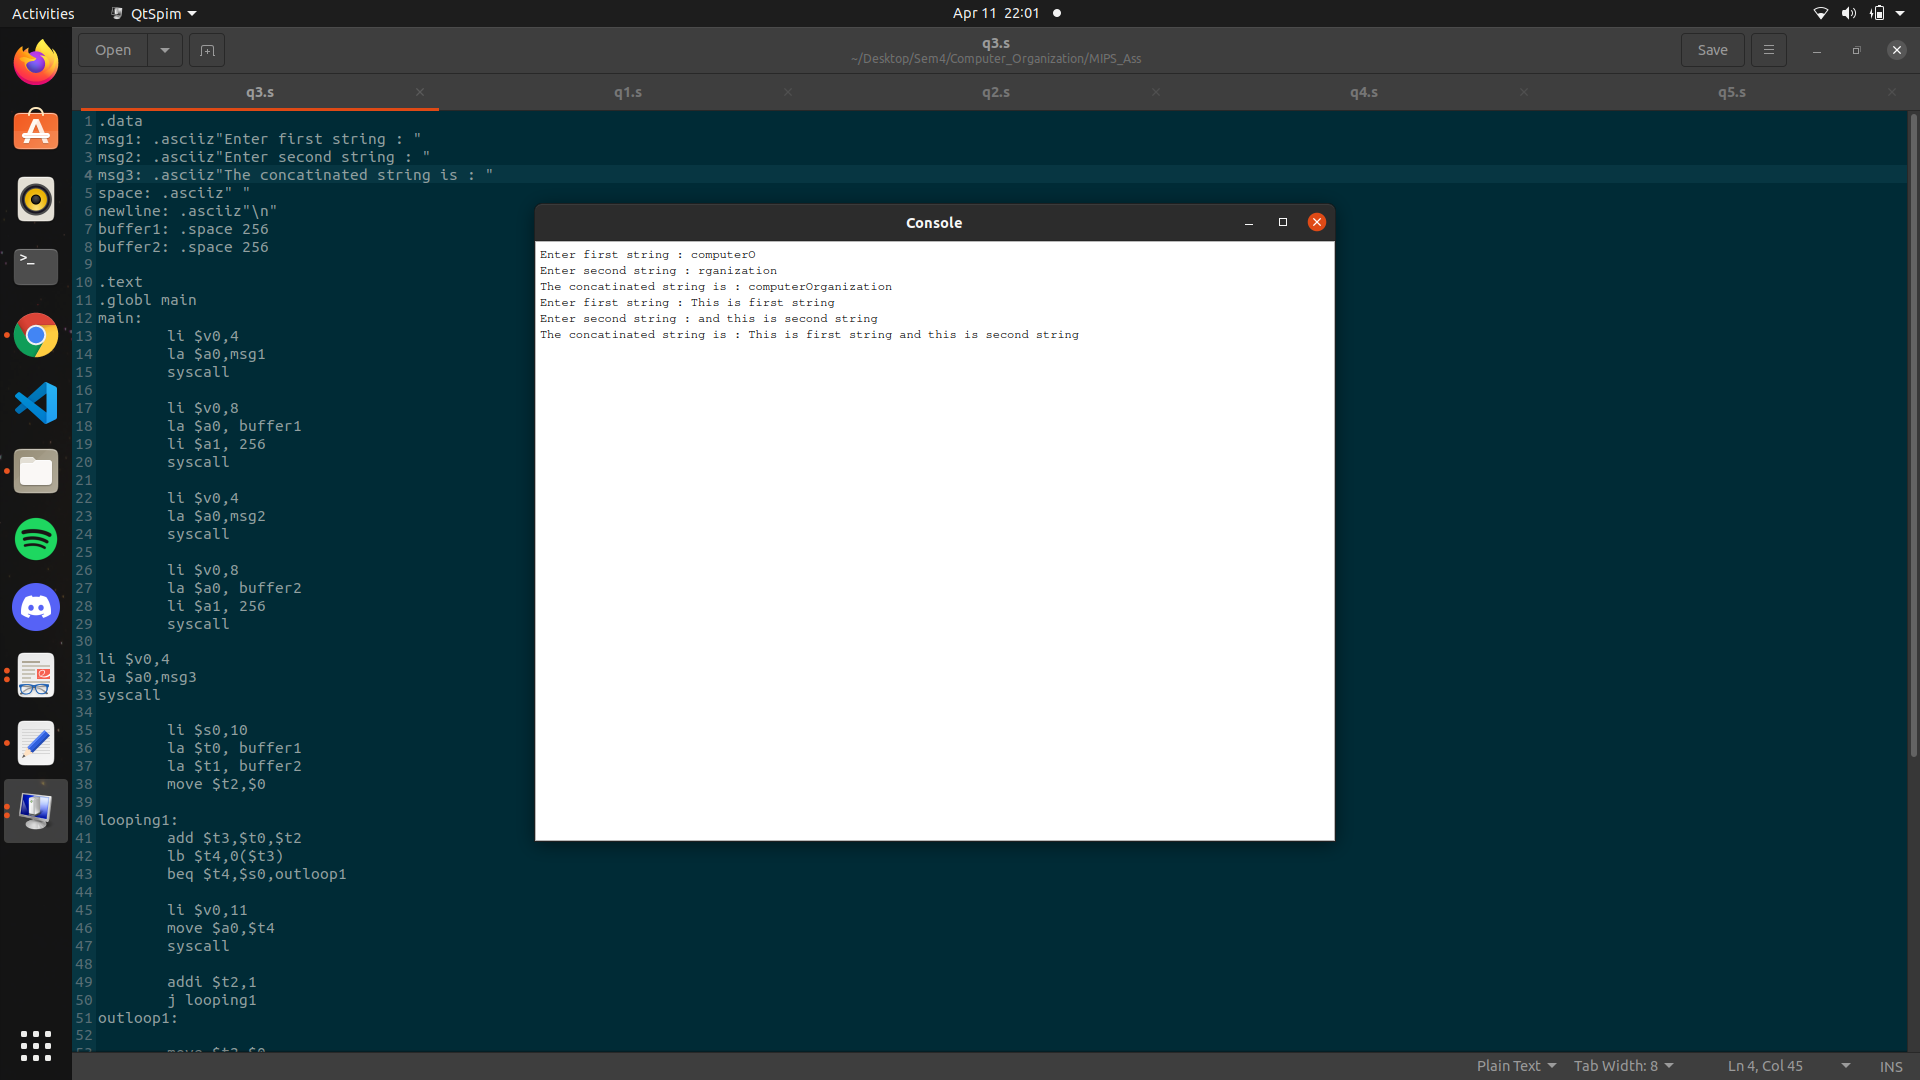 Activities
QtSpim
Apr 11 22:01
Open
q3.s
~/Desktop/Sem4/Computer_Organization/MIPS_Ass
Save
q3.s
q1.s
q2.s
q4.s
q5.s
1 .data
2 msg1: .asciiz"Enter first string : "
3 msg2: .asciiz"Enter second string : "
4 msg3: .asciiz"The concatinated string is : "
5 space: .asciiz" "
6 newline: .asciiz"\n"
7 buffer1: .space 256
8 buffer2: .space 256
9
10 .text
11 .globl main
12 main:
13 li $v0,4
14 la $a0,msg1
15 syscall
16
17 li $v0,8
18 la $a0, buffer1
19 li $a1, 256
20 syscall
21
22 li $v0,4
23 la $a0,msg2
24 syscall
25
26 li $v0,8
27 la $a0, buffer2
28 li $a1, 256
29 syscall
30
31 li $v0,4
32 la $a0,msg3
33 syscall
34
35 li $s0,10
36 la $t0, buffer1
37 la $t1, buffer2
38 move $t2,$0
39
40 looping1:
41 add $t3,$t0,$t2
42 lb $t4,0($t3)
43 beq $t4,$s0,outloop1
44
45 li $v0,11
46 move $a0,$t4
47 syscall
48
49 addi $t2,1
50 j looping1
51 outloop1:
52
Console
Enter first string : computerO
Enter second string : rganization
The concatinated string is : computerOrganization
Enter first string : This is first string
Enter second string : and this is second string
The concatinated string is : This is first string and this is second string
Plain Text
Tab Width: 8
Ln 4, Col 45
INS